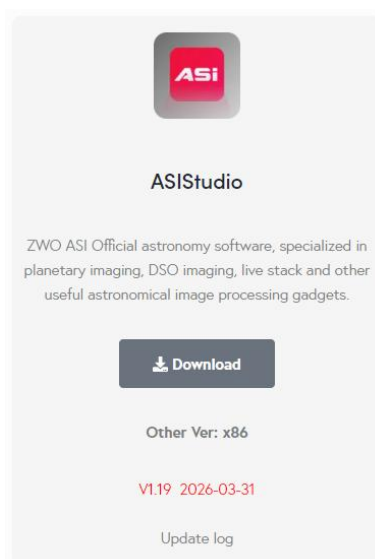 ASi
ASIStudio
ZWO ASI Official astronomy software, specialized in
planetary imaging, DSO imaging, live stack and other
useful astronomical image processing gadgets.
Download
Other Ver: x86
V1.19 2026-03-31
Update log